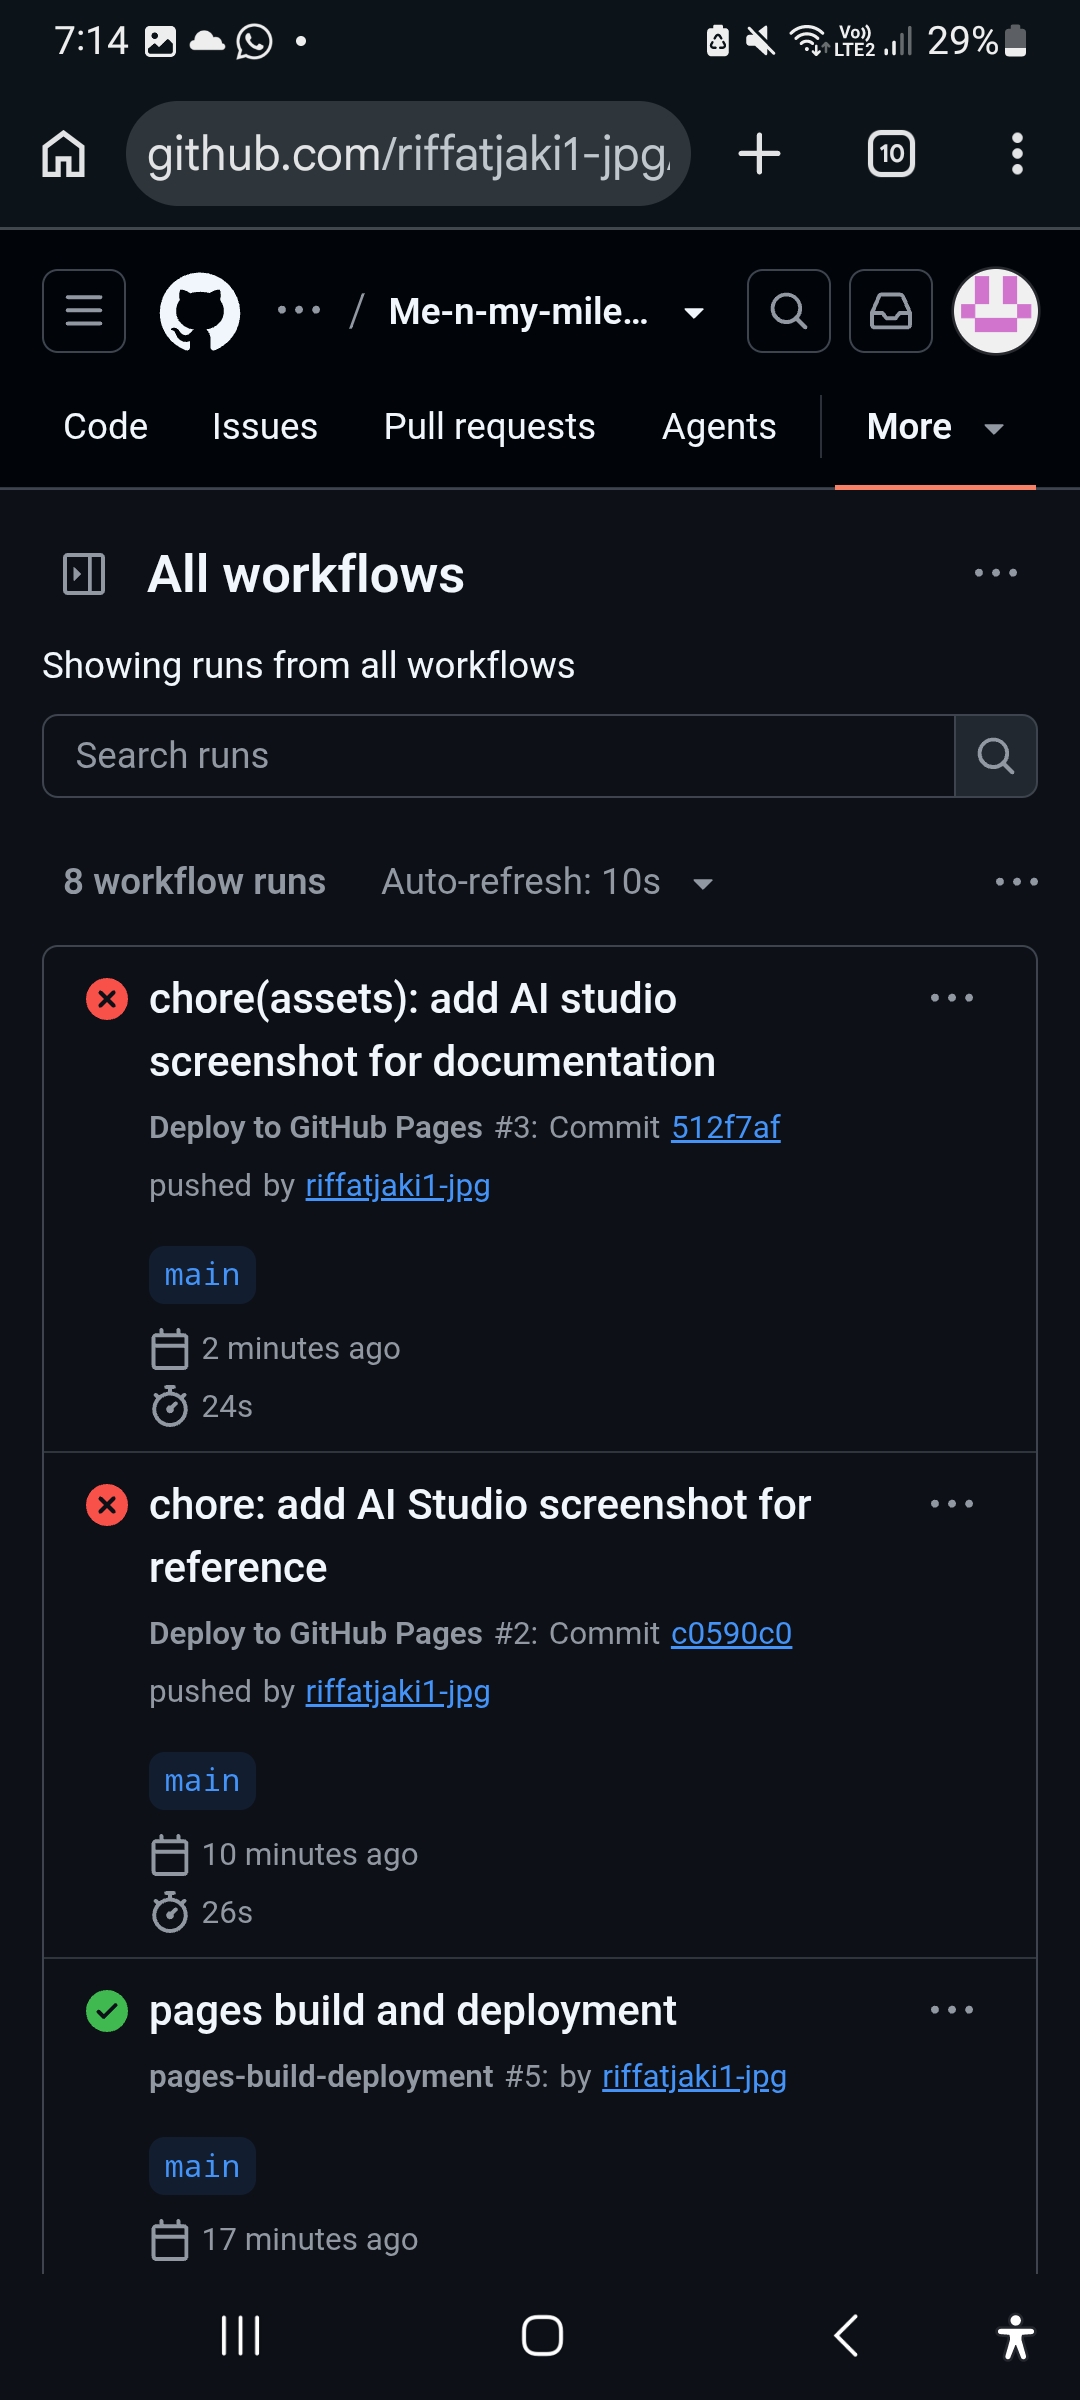 7:14
Vo)) LTE2 29%
github.com/riffatjaki1-jpg
10
/ Me-n-my-mile...
Code Issues Pull requests Agents More
All workflows
Showing runs from all workflows
Search runs
8 workflow runs Auto-refresh: 10s
chore(assets): add AI studio
screenshot for documentation
Deploy to GitHub Pages #3: Commit 512f7af
pushed by riffatjaki1-jpg
main
2 minutes ago
24s
chore: add AI Studio screenshot for
reference
Deploy to GitHub Pages #2: Commit c0590c0
pushed by riffatjaki1-jpg
main
10 minutes ago
26s
pages build and deployment
pages-build-deployment #5: by riffatjaki1-jpg
main
17 minutes ago